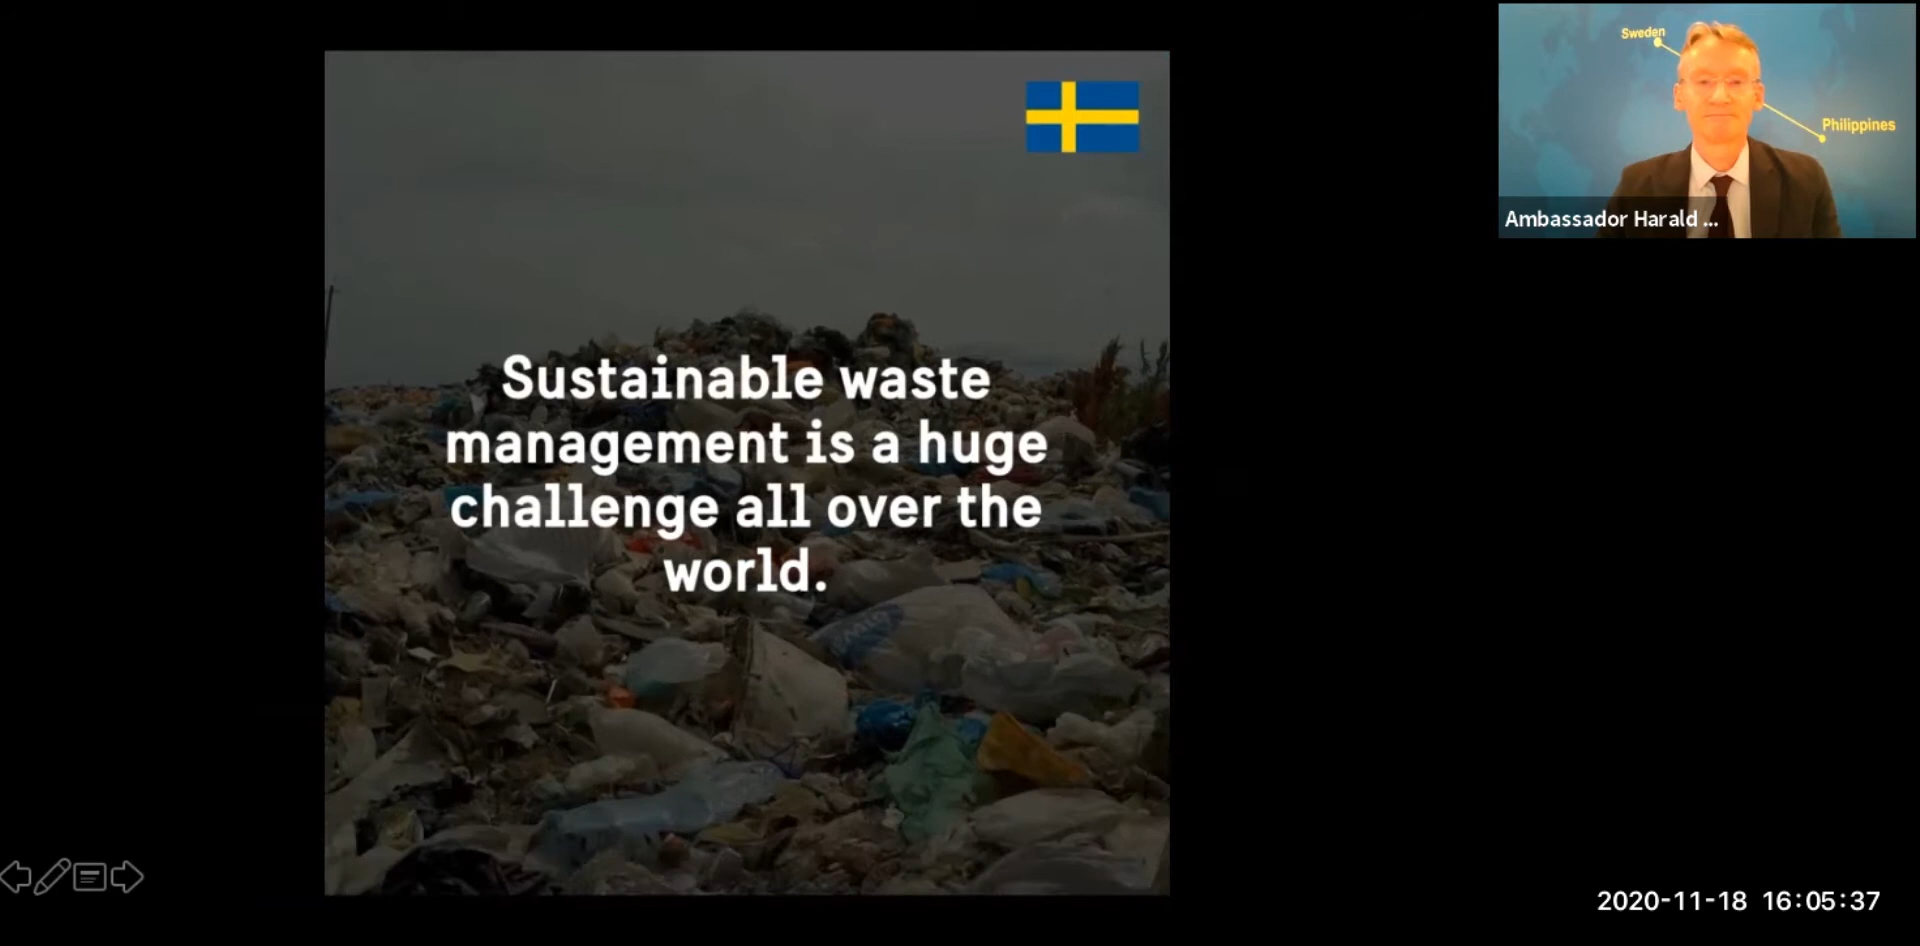 Sustainable waste
management is a huge
challenge all over the
world.
Sweden
Philippines
Ambassador Harald ...
2020-11-18 16:05:37